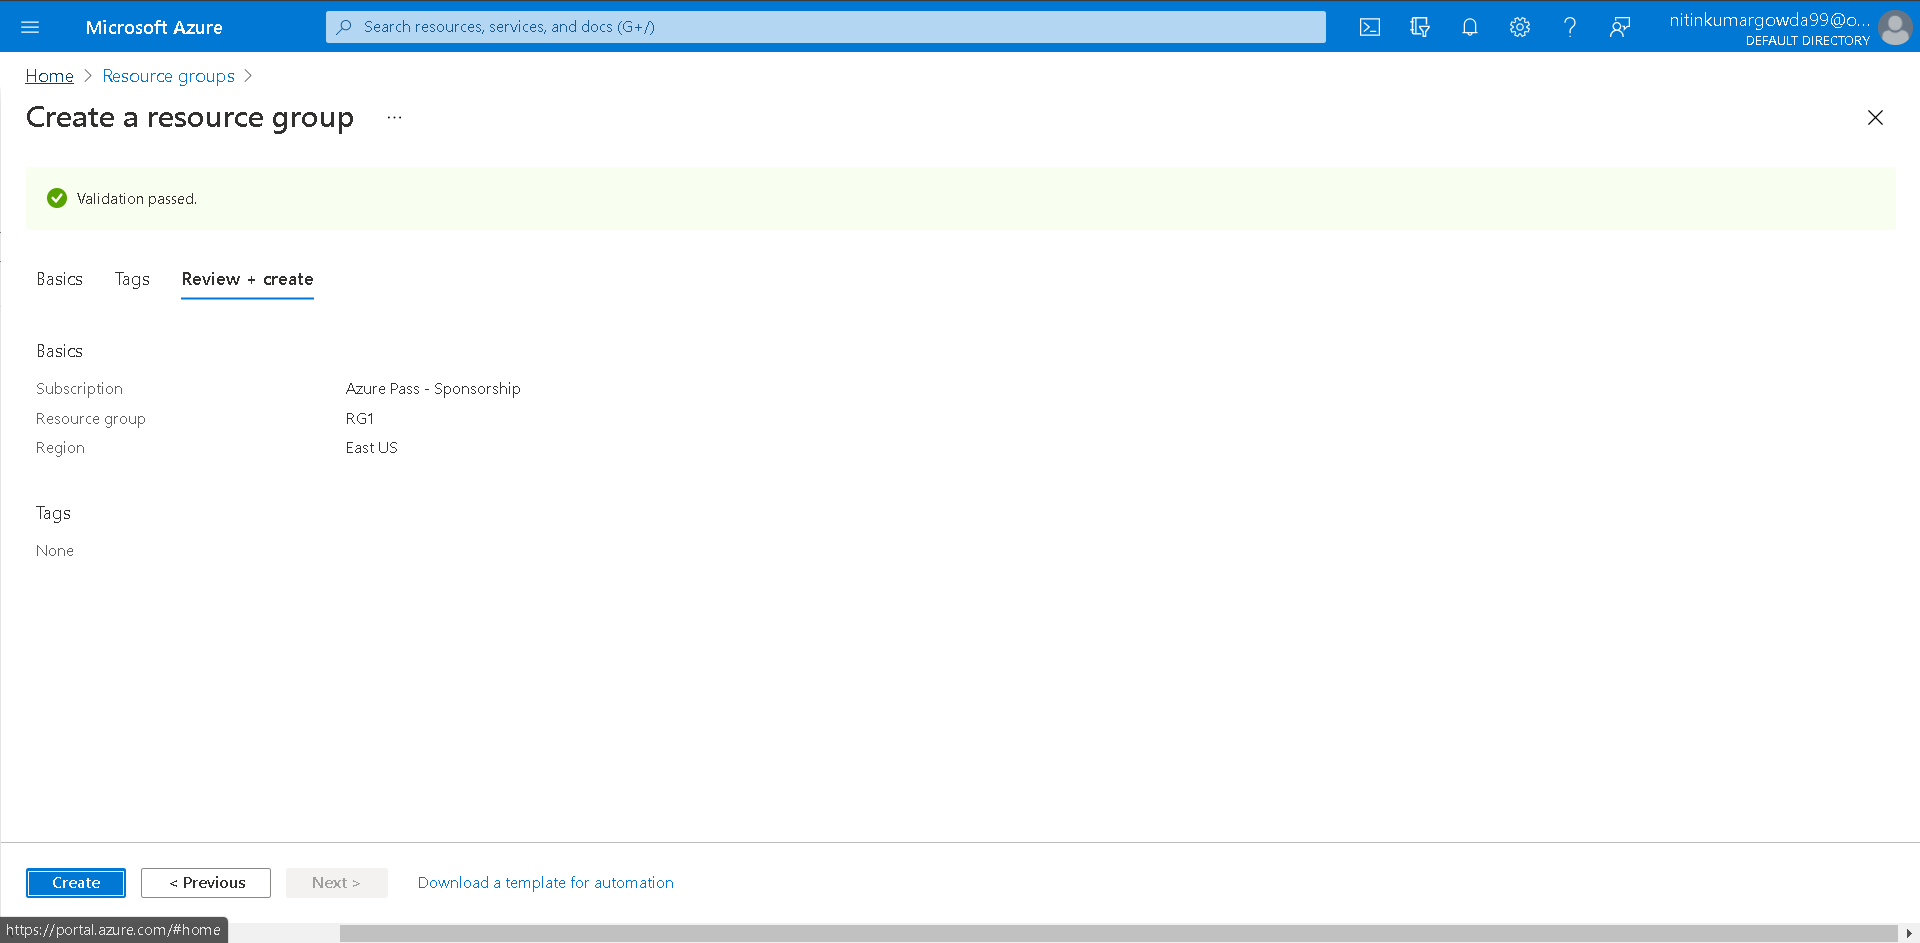 Microsoft Azure
Search resources, services, and docs (G+/)
nitinkumargowda99@o...
DEFAULT DIRECTORY
Home > Resource groups >
Create a resource group ...
Validation passed.
Basics Tags Review + create
Basics
Subscription Azure Pass - Sponsorship
Resource group RG1
Region East US
Tags
None
Create < Previous Next > Download a template for automation
https://portal.azure.com/#home